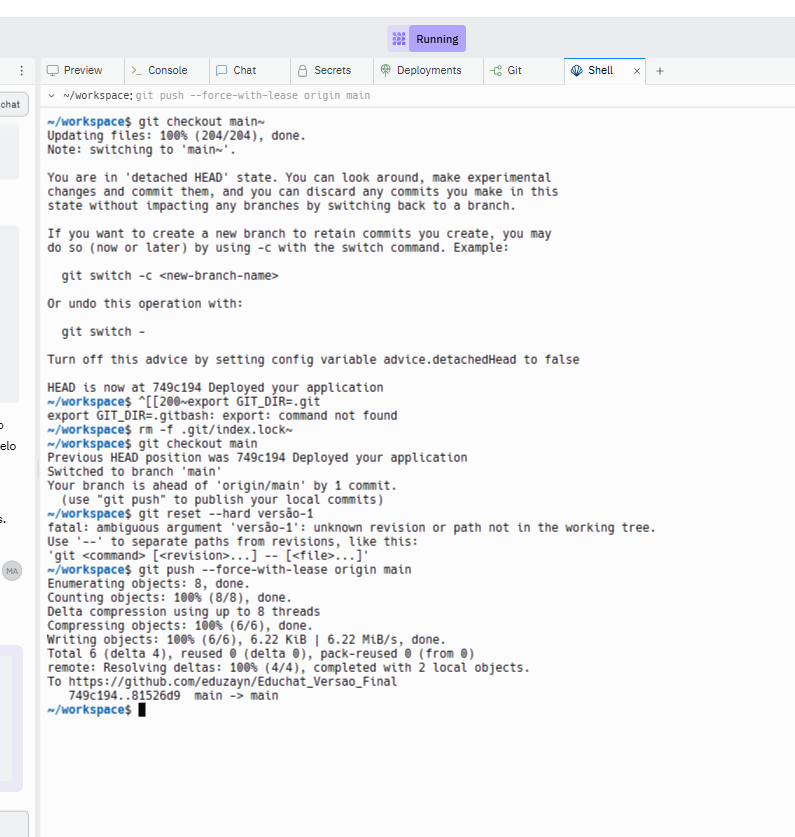 Running
Preview
Console
Chat
Secrets
Deployments
Git
Shell
chat
~/workspace: git push --force-with-lease origin main
~/workspace$ git checkout main~
Updating files: 100% (204/204), done.
Note: switching to 'main~'.
You are in 'detached HEAD' state. You can look around, make experimental
changes and commit them, and you can discard any commits you make in this
state without impacting any branches by switching back to a branch.
If you want to create a new branch to retain commits you create, you may
do so (now or later) by using -c with the switch command. Example:
git switch -c <new-branch-name>
Or undo this operation with:
git switch -
Turn off this advice by setting config variable advice.detachedHead to false
HEAD is now at 749c194 Deployed your application
~/workspace$ ^[[200~export GIT_DIR=.git
export GIT_DIR=.gitbash: export: command not found
~/workspace$ rm -f .git/index.lock~
~/workspace$ git checkout main
Previous HEAD position was 749c194 Deployed your application
Switched to branch 'main'
Your branch is ahead of 'origin/main' by 1 commit.
(use "git push" to publish your local commits)
~/workspace$ git reset --hard versão-1
fatal: ambiguous argument 'versão-1': unknown revision or path not in the working tree.
Use '--' to separate paths from revisions, like this:
'git <command> [<revision>...] -- [<file>...]'
~/workspace$ git push --force-with-lease origin main
Enumerating objects: 8, done.
Counting objects: 100% (8/8), done.
Delta compression using up to 8 threads
Compressing objects: 100% (6/6), done.
Writing objects: 100% (6/6), 6.22 KiB | 6.22 MiB/s, done.
Total 6 (delta 4), reused 0 (delta 0), pack-reused 0 (from 0)
remote: Resolving deltas: 100% (4/4), completed with 2 local objects.
To https://github.com/eduzayn/Educhat_Versao_Final
749c194..81526d9 main -> main
~/workspace$
o
elo
s.
MA